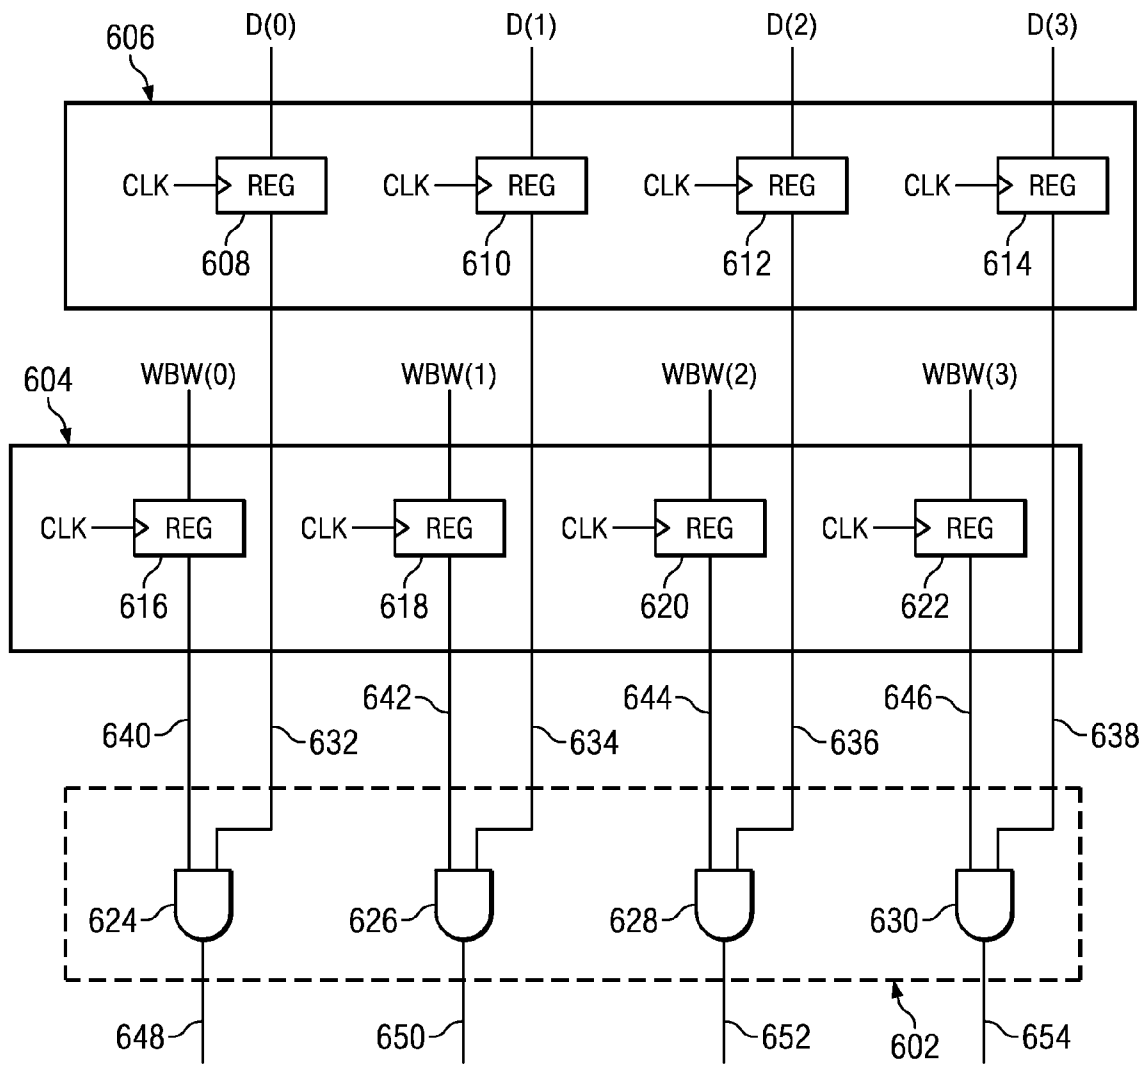 D(0) D(1) D(2) D(3)
606
CLK REG CLK REG CLK REG CLK REG
608 610 612 614
604
WBW(0) WBW(1) WBW(2) WBW(3)
CLK REG CLK REG CLK REG CLK REG
616 618 620 622
640 632 642 634 644 636 646 638
624 626 628 630
648 650 652 602 654